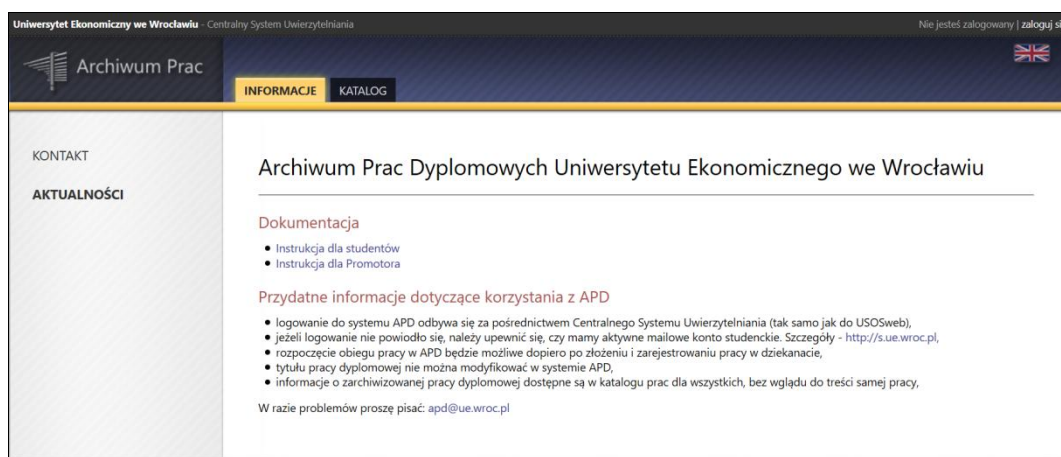 Uniwersytet Ekonomiczny we Wrocławiu - Centralny System Uwierzytelniania
Nie jesteś zalogowany | zaloguj si
Archiwum Prac
INFORMACJE KATALOG
KONTAKT
AKTUALNOŚCI
Archiwum Prac Dyplomowych Uniwersytetu Ekonomicznego we Wrocławiu
Dokumentacja
• Instrukcja dla studentów
• Instrukcja dla Promotora
Przydatne informacje dotyczące korzystania z APD
• logowanie do systemu APD odbywa się za pośrednictwem Centralnego Systemu Uwierzytelniania (tak samo jak do USOSweb),
• jeżeli logowanie nie powiodło się, należy upewnić się, czy mamy aktywne mailowe konto studenckie. Szczegóły - http://s.ue.wroc.pl,
• rozpoczęcie obiegu pracy w APD będzie możliwe dopiero po złożeniu i zarejestrowaniu pracy w dziekanacie,
• tytułu pracy dyplomowej nie można modyfikować w systemie APD,
• informacje o zarchiwizowanej pracy dyplomowej dostępne są w katalogu prac dla wszystkich, bez wglądu do treści samej pracy,
W razie problemów proszę pisać: apd@ue.wroc.pl